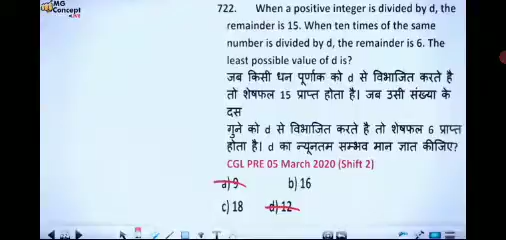 MG
Concept
722. When a positive integer is divided by d, the
remainder is 15. When ten times of the same
number is divided by d, the remainder is 6. The
least possible value of d is?
जब किसी धन पूर्णांक को d से विभाजित करते है
तो शेषफल 15 प्राप्त होता है। जब उसी संख्या के
दस
गुने को d से विभाजित करते है तो शेषफल 6 प्राप्त
होता है। d का न्यूनतम सम्भव मान ज्ञात कीजिए?
CGL PRE 05 March 2020 (Shift 2)
a) 9 b) 16
c) 18 d) 12